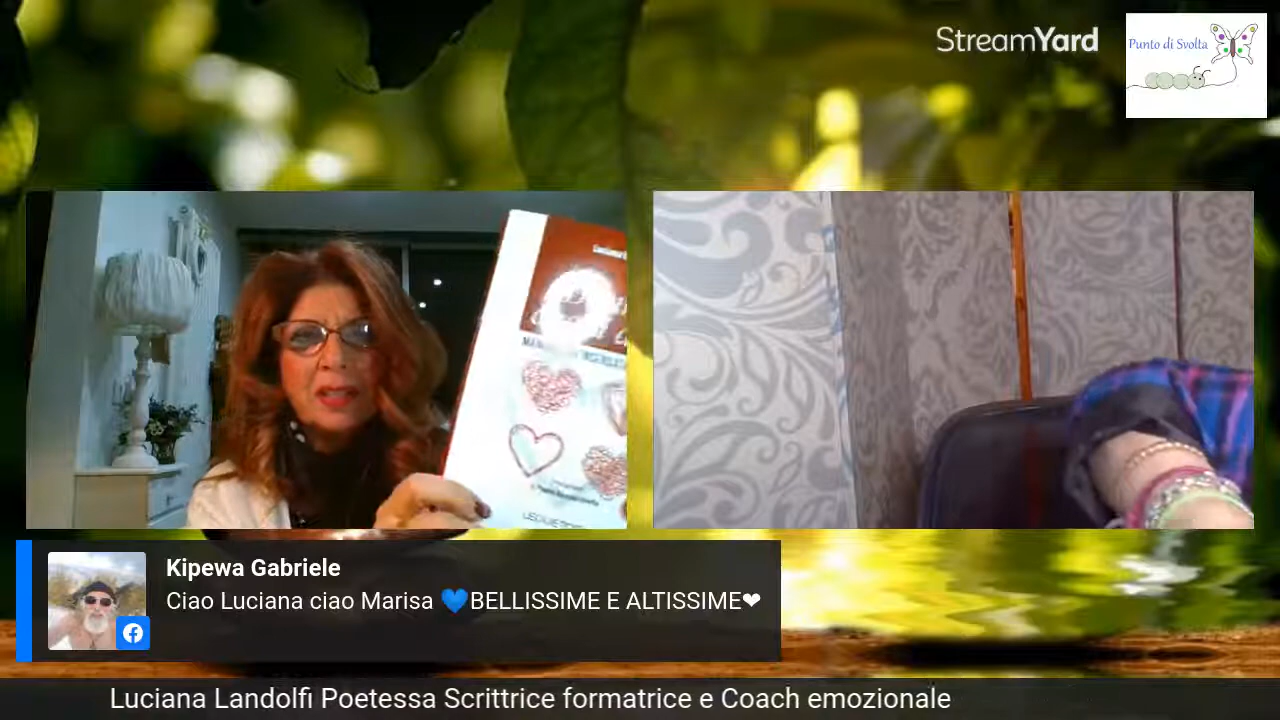 StreamYard
Punto di Svolta
Kipewa Gabriele
Ciao Luciana ciao Marisa 💙BELLISSIME E ALTISSIME❤
Luciana Landolfi Poetessa Scrittrice formatrice e Coach emozionale